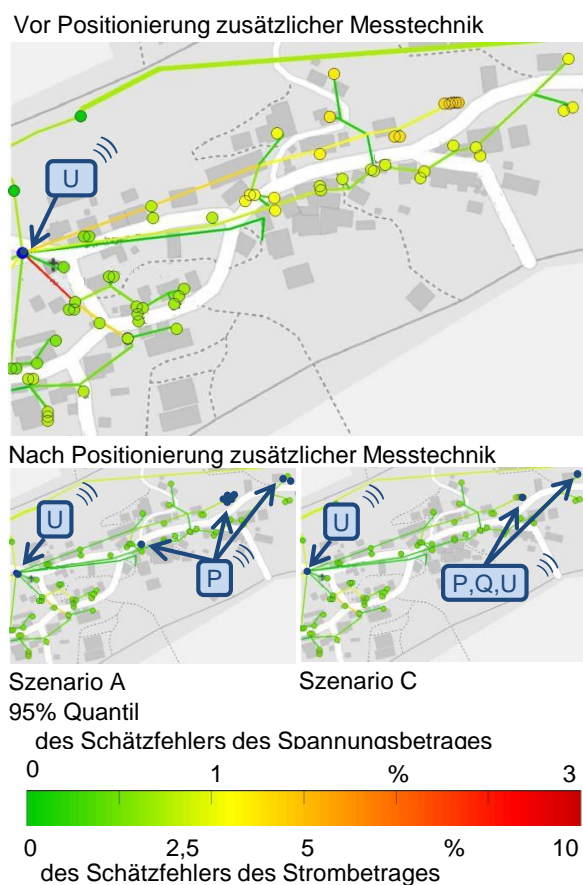 Vor Positionierung zusätzlicher Messtechnik
U
Nach Positionierung zusätzlicher Messtechnik
U
P
U
P,Q,U
Szenario A Szenario C
95% Quantil
des Schätzfehlers des Spannungsbetrages
0 1 % 3
0 2,5 5 % 10
des Schätzfehlers des Strombetrages